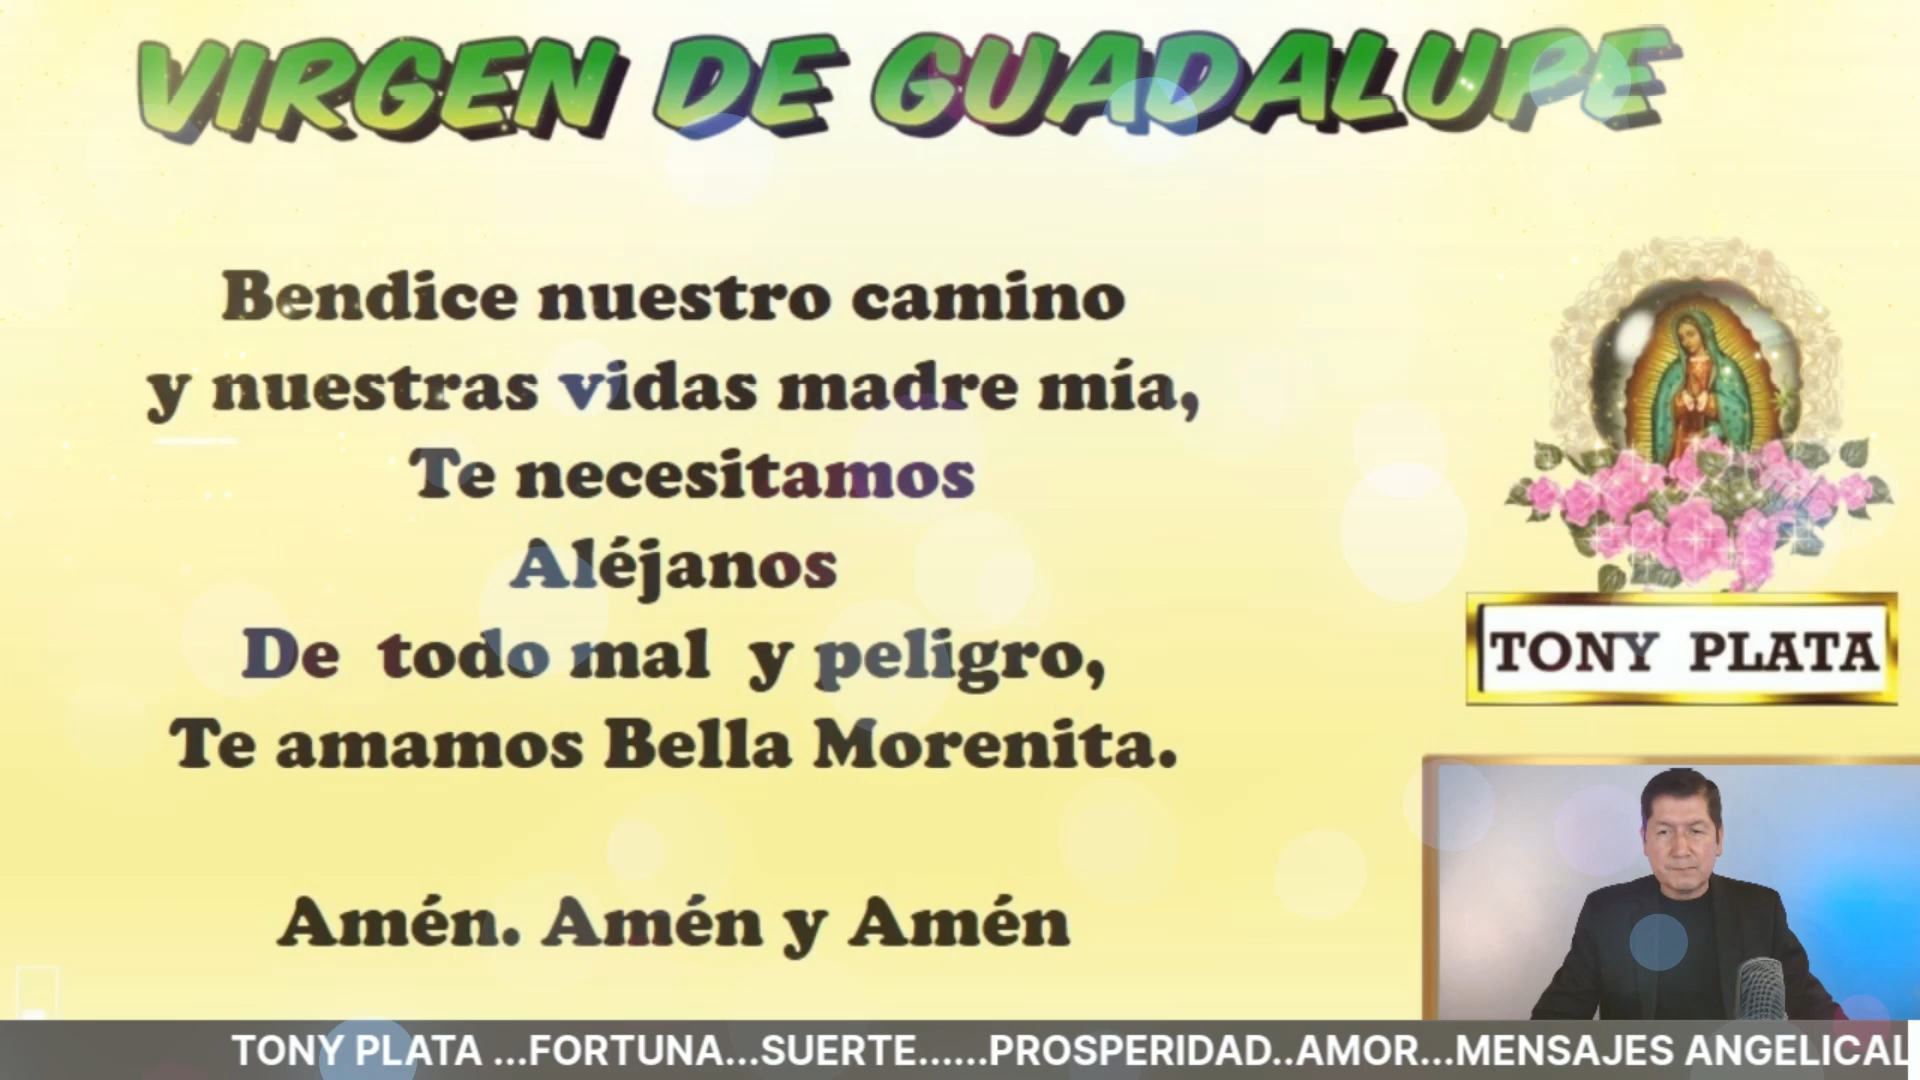 VIRGEN DE GUADALUPE
Bendice nuestro camino
y nuestras vidas madre mía,
Te necesitamos
Aléjanos
De todo mal y peligro,
Te amamos Bella Morenita.
Amén. Amén y Amén
TONY PLATA
TONY PLATA ...FORTUNA...SUERTE......PROSPERIDAD..AMOR...MENSAJES ANGELICAL